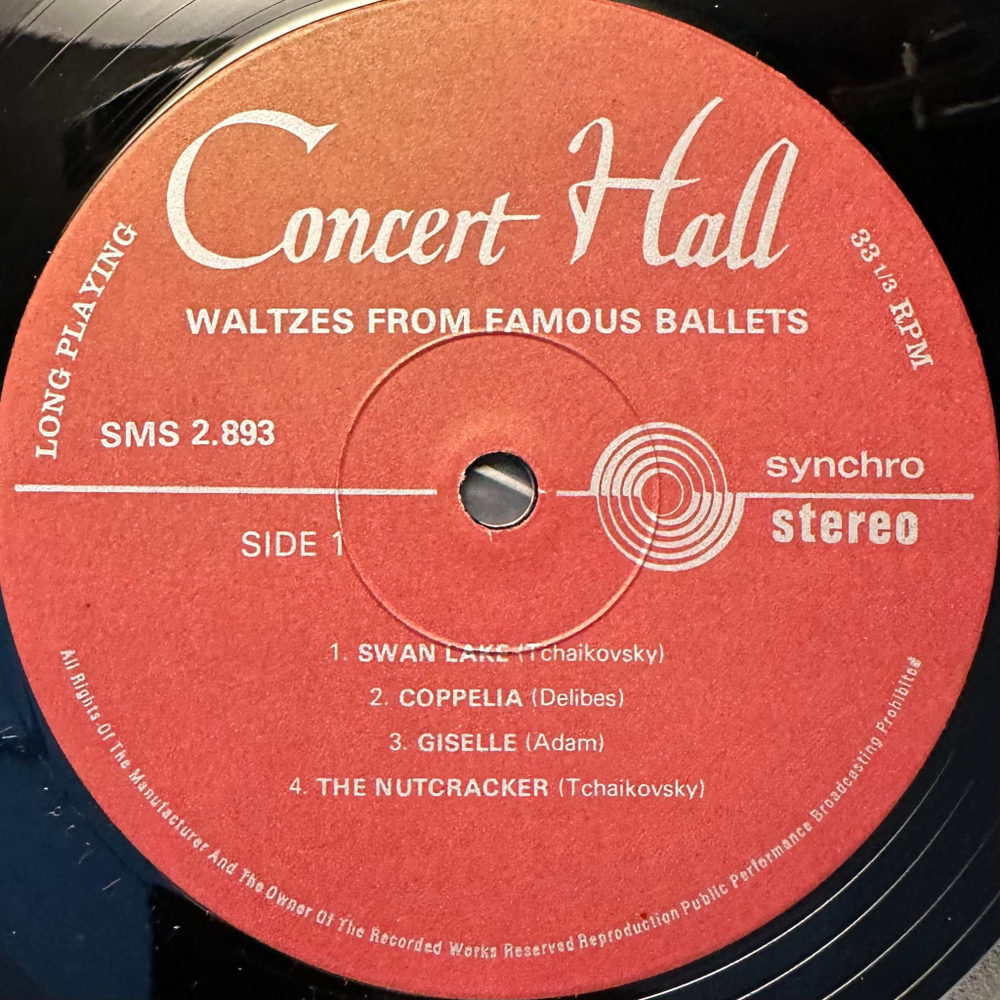 Concert Hall
WALTZES FROM FAMOUS BALLETS
LONG PLAYING
33 1/3 RPM
SMS 2.893
synchro
stereo
SIDE 1
1. SWAN LAKE (Tchaikovsky)
2. COPPELIA (Delibes)
3. GISELLE (Adam)
4. THE NUTCRACKER (Tchaikovsky)
All Rights Of The Manufacturer And The Owner Of The Recorded Works Reserved Reproduction Public Performance Broadcasting Prohibited